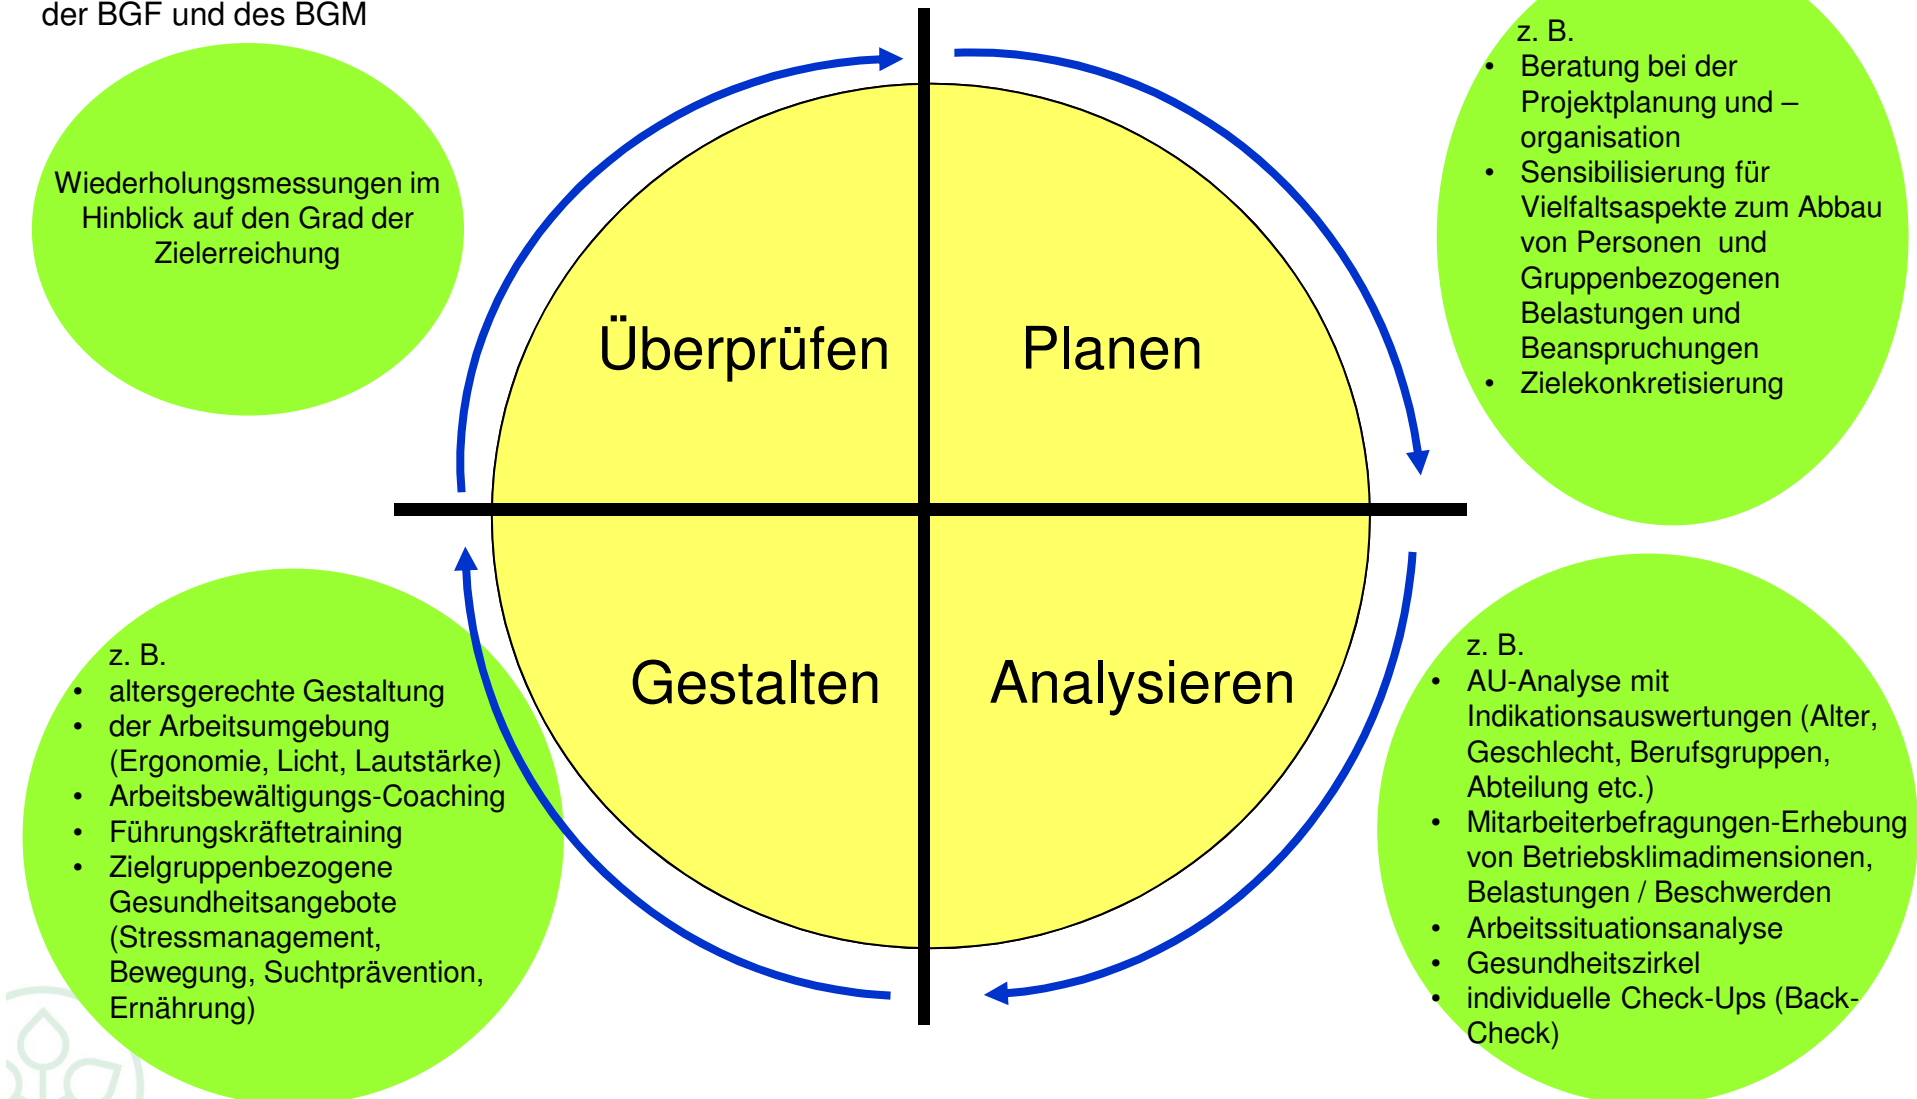 der BGF und des BGM
Wiederholungsmessungen im
Hinblick auf den Grad der
Zielerreichung
Überprüfen
Planen
z. B.
• Beratung bei der
Projektplanung und –
organisation
• Sensibilisierung für
Vielfaltsaspekte zum Abbau
von Personen und
Gruppenbezogenen
Belastungen und
Beanspruchungen
• Zielekonkretisierung
z. B.
• altersgerechte Gestaltung
• der Arbeitsumgebung
(Ergonomie, Licht, Lautstärke)
• Arbeitsbewältigungs-Coaching
• Führungskräftetraining
• Zielgruppenbezogene
Gesundheitsangebote
(Stressmanagement,
Bewegung, Suchtprävention,
Ernährung)
Gestalten
Analysieren
z. B.
• AU-Analyse mit
Indikationsauswertungen (Alter,
Geschlecht, Berufsgruppen,
Abteilung etc.)
• Mitarbeiterbefragungen-Erhebung
von Betriebsklimadimensionen,
Belastungen / Beschwerden
• Arbeitssituationsanalyse
• Gesundheitszirkel
• individuelle Check-Ups (Back-
Check)